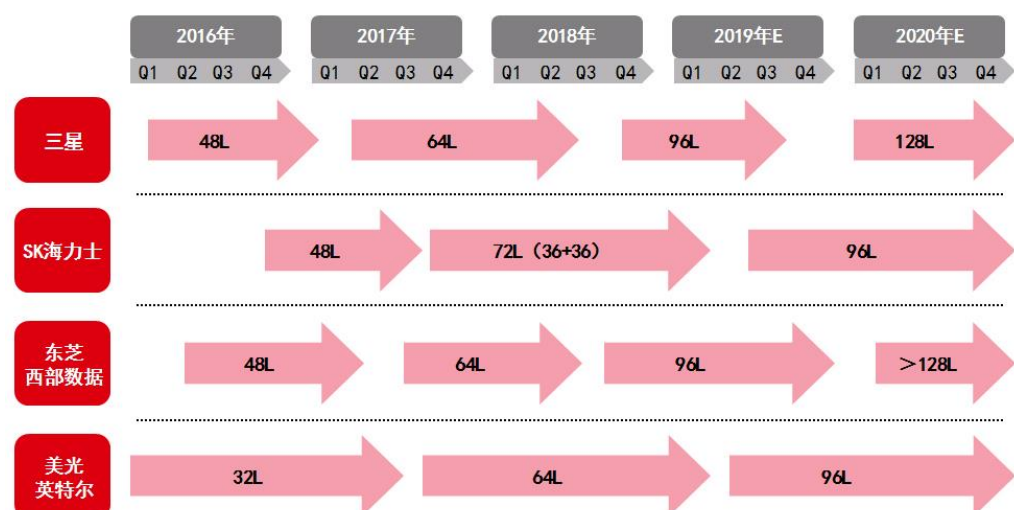 2016年 2017年 2018年 2019年E 2020年E
Q1 Q2 Q3 Q4 Q1 Q2 Q3 Q4 Q1 Q2 Q3 Q4 Q1 Q2 Q3 Q4 Q1 Q2 Q3 Q4
三星 48L 64L 96L 128L
SK海力士 48L 72L（36+36） 96L
东芝
西部数据 48L 64L 96L ＞128L
美光
英特尔 32L 64L 96L